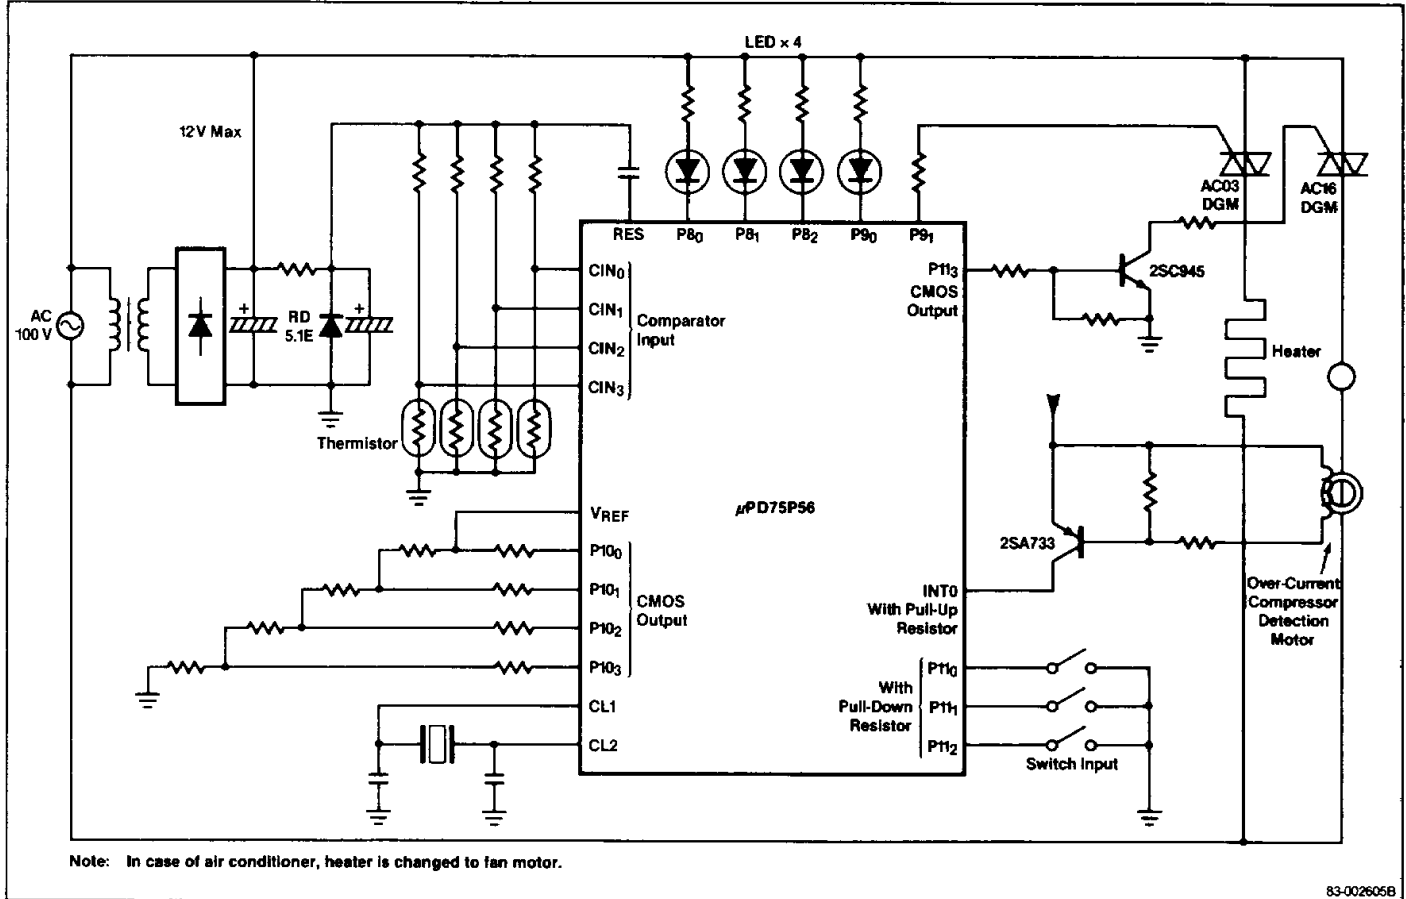 LED × 4
12V Max
AC03
DGM
AC16
DGM
RES
P8₀
P8₁
P8₂
P9₀
P9₁
CIN₀
CIN₁
CIN₂
CIN₃
Comparator
Input
P11₃
CMOS
Output
2SC945
AC
100 V
+
RD
5.1E
+
Heater
Thermistor
μPD75P56
VREF
P10₀
P10₁
P10₂
P10₃
CMOS
Output
2SA733
INT0
With Pull-Up
Resistor
Over-Current
Compressor
Detection
Motor
P11₀
P11₁
P11₂
With
Pull-Down
Resistor
Switch Input
CL1
CL2
Note: In case of air conditioner, heater is changed to fan motor.
83-002605B